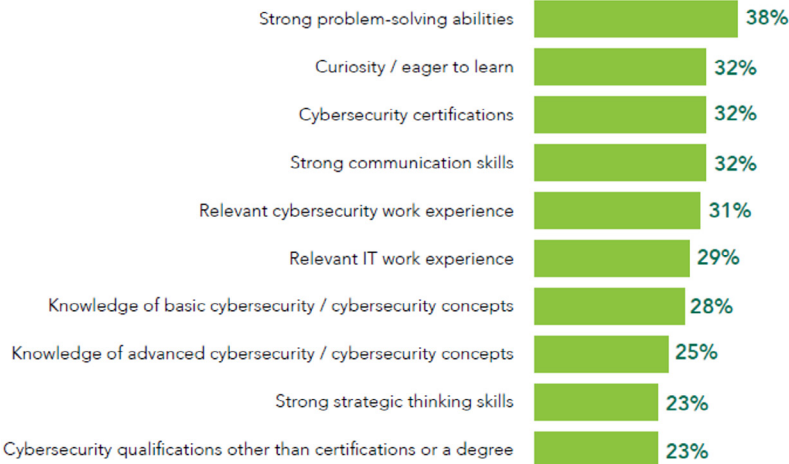 Strong problem-solving abilities 38%
Curiosity / eager to learn 32%
Cybersecurity certifications 32%
Strong communication skills 32%
Relevant cybersecurity work experience 31%
Relevant IT work experience 29%
Knowledge of basic cybersecurity / cybersecurity concepts 28%
Knowledge of advanced cybersecurity / cybersecurity concepts 25%
Strong strategic thinking skills 23%
Cybersecurity qualifications other than certifications or a degree 23%